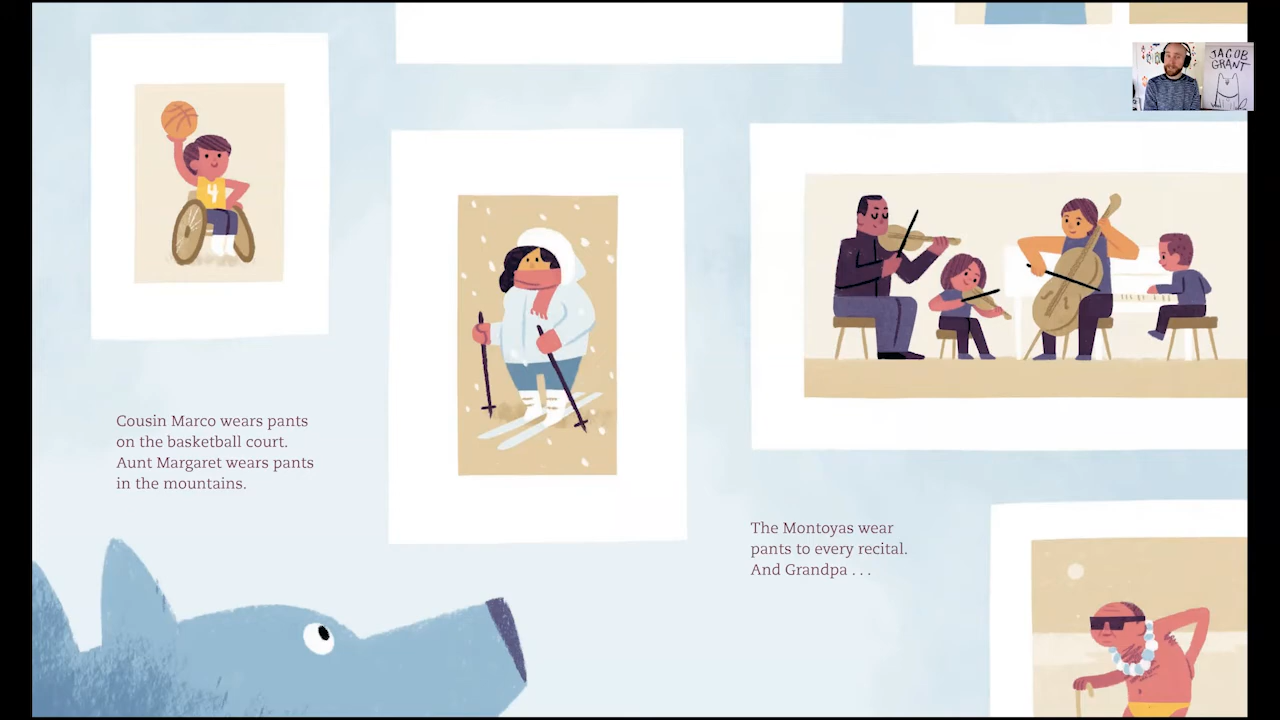 JACOB
GRANT
4
Cousin Marco wears pants
on the basketball court.
Aunt Margaret wears pants
in the mountains.
The Montoyas wear
pants to every recital.
And Grandpa . . .